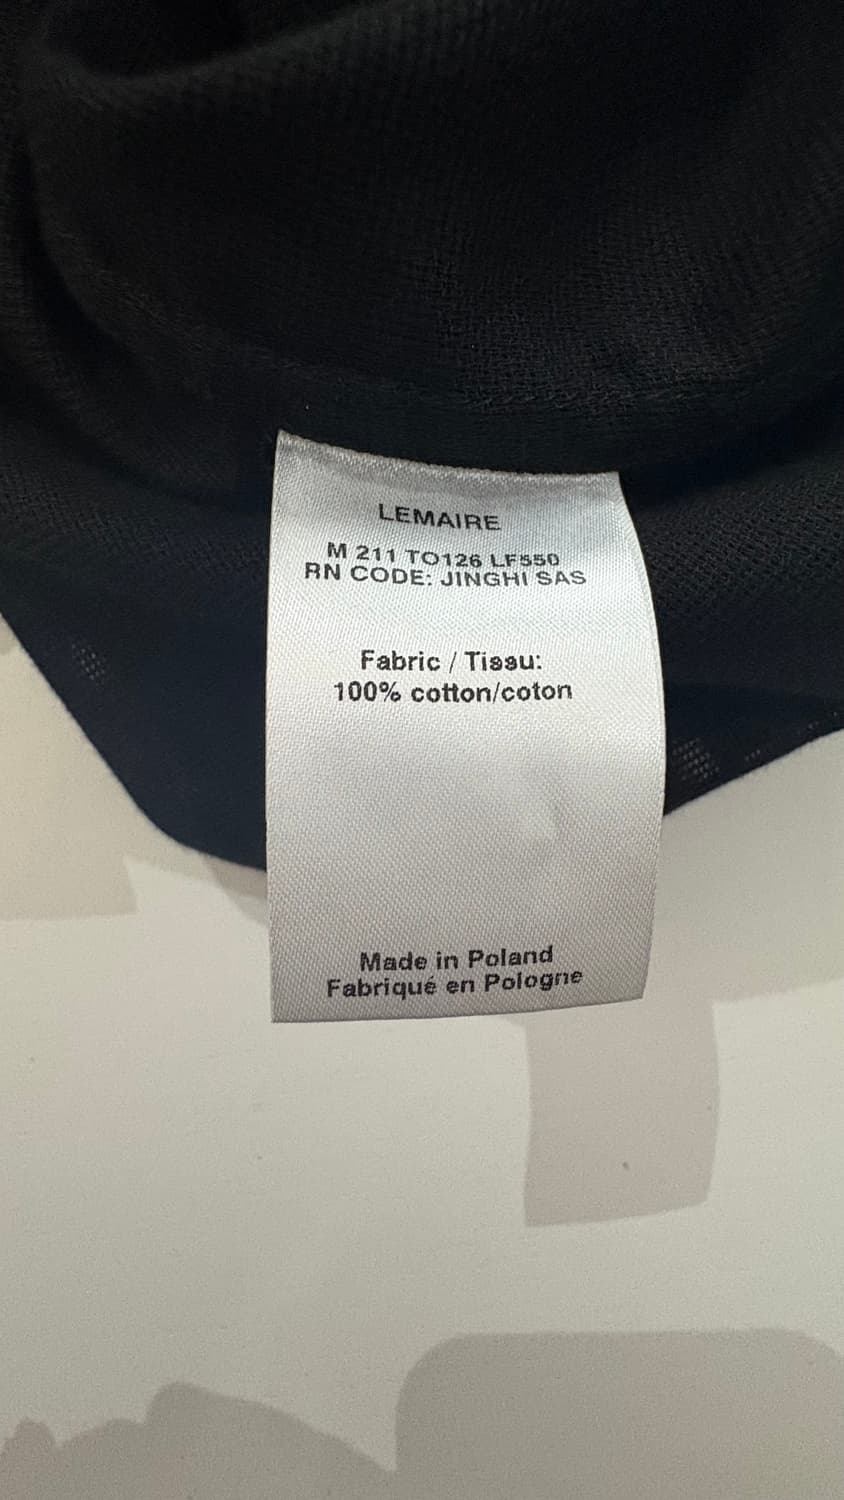 LEMAIRE
M 211 TO126 LF550
RN CODE: JINGHI SAS
Fabric / Tissu:
100% cotton/coton
Made in Poland
Fabriqué en Pologne